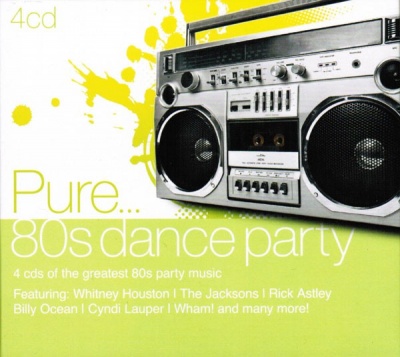 4cd
Pure...
80s dance party
4 cds of the greatest 80s party music
Featuring: Whitney Houston | The Jacksons | Rick Astley
Billy Ocean | Cyndi Lauper | Wham! and many more!